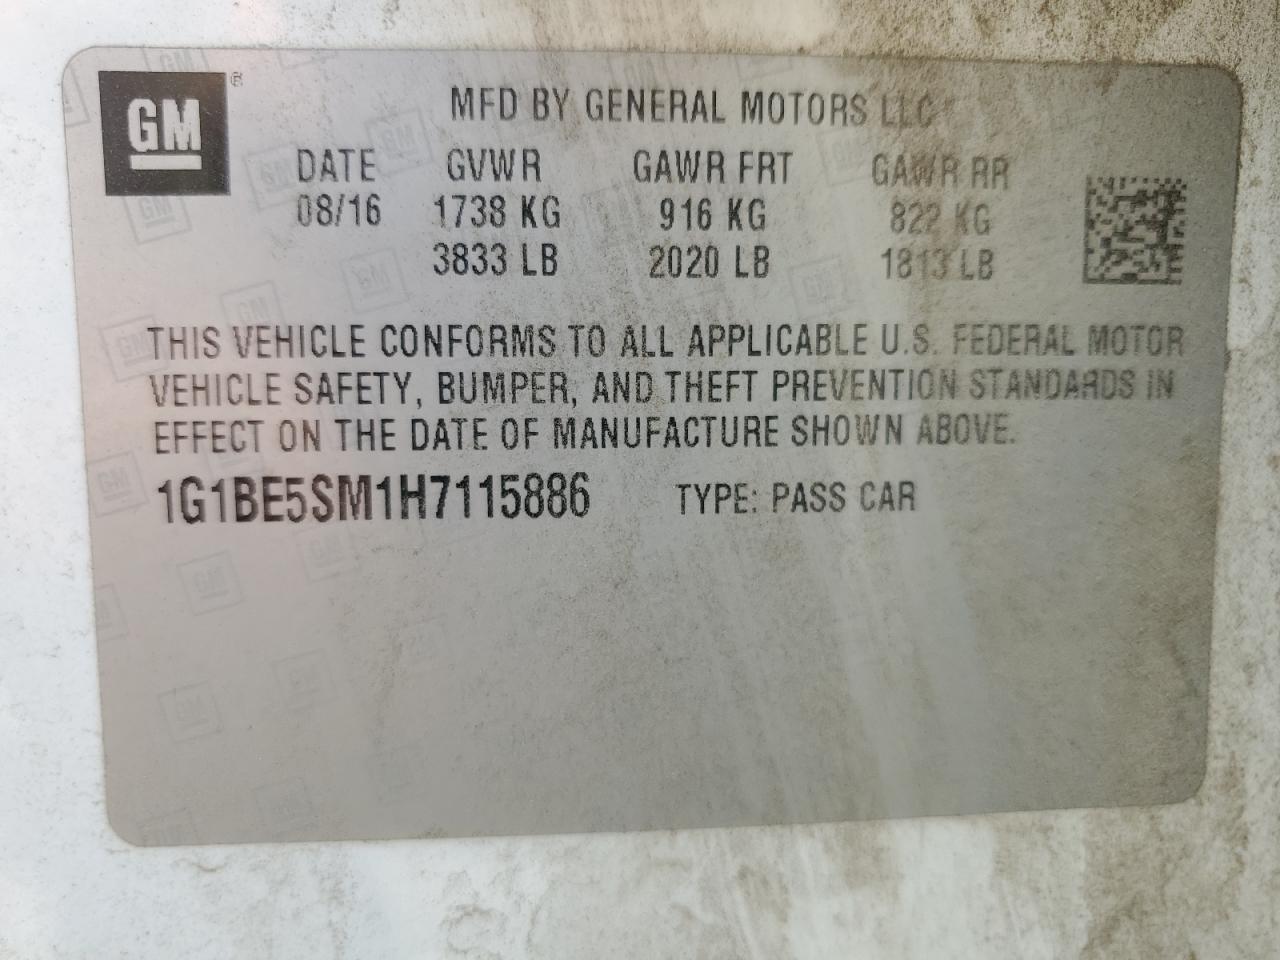 GM ®
MFD BY GENERAL MOTORS LLC
DATE GVWR GAWR FRT GAWR RR
08/16 1738 KG 916 KG 822 KG
3833 LB 2020 LB 1813 LB
THIS VEHICLE CONFORMS TO ALL APPLICABLE U.S. FEDERAL MOTOR
VEHICLE SAFETY, BUMPER, AND THEFT PREVENTION STANDARDS IN
EFFECT ON THE DATE OF MANUFACTURE SHOWN ABOVE.
1G1BE5SM1H7115886 TYPE: PASS CAR